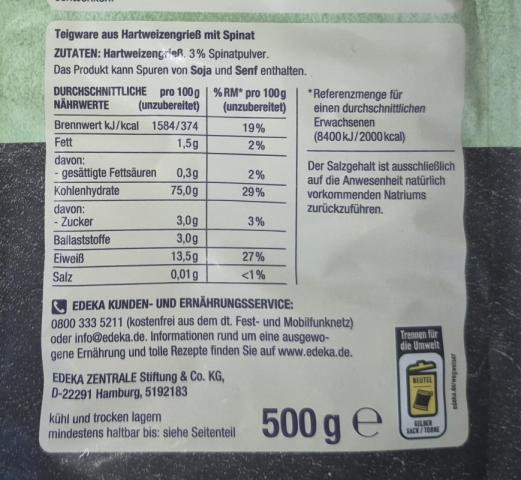 Teigware aus Hartweizengrieß mit Spinat
ZUTATEN: Hartweizengrieß, 3% Spinatpulver.
Das Produkt kann Spuren von Soja und Senf enthalten.
DURCHSCHNITTLICHE pro 100g % RM* pro 100g
NÄHRWERTE (unzubereitet) (unzubereitet)
Brennwert kJ/kcal 1584/374 19%
Fett 1,5g 2%
davon:
- gesättigte Fettsäuren 0,3g 2%
Kohlenhydrate 75,0g 29%
davon:
- Zucker 3,0g 3%
Ballaststoffe 3,0g
Eiweiß 13,5g 27%
Salz 0,01g <1%
*Referenzmenge für
einen durchschnittlichen
Erwachsenen
(8400 kJ/2000 kcal)
Der Salzgehalt ist ausschließlich
auf die Anwesenheit natürlich
vorkommenden Natriums
zurückzuführen.
EDEKA KUNDEN- UND ERNÄHRUNGSSERVICE:
0800 333 5211 (kostenfrei aus dem dt. Fest- und Mobilfunknetz)
oder info@edeka.de. Informationen rund um eine ausgewo-
gene Ernährung und tolle Rezepte finden Sie auf www.edeka.de.
EDEKA ZENTRALE Stiftung & Co. KG,
D-22291 Hamburg, 5192183
kühl und trocken lagern
mindestens haltbar bis: siehe Seitenteil
500 g e
Trennen für
die Umwelt
BEUTEL
GELBER
SACK / TONNE
edeka.de/wegweiser